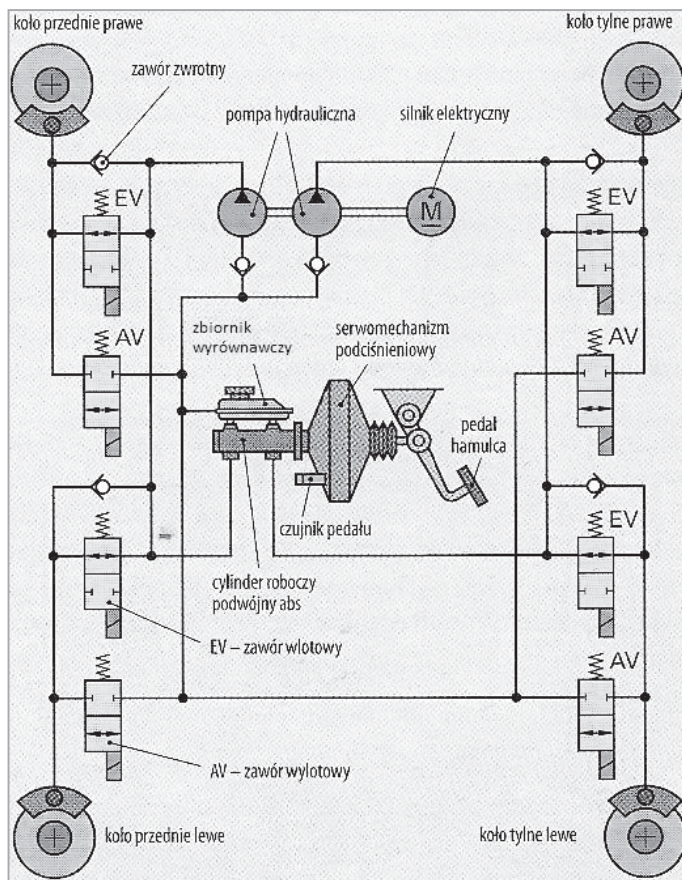 koło przednie prawe
koło tylne prawe
zawór zwrotny
pompa hydrauliczna
silnik elektryczny
EV
M
EV
AV
zbiornik
wyrównawczy
serwomechanizm
podciśnieniowy
AV
pedał
hamulca
czujnik pedału
EV
cylinder roboczy
podwójny abs
EV – zawór wlotowy
AV
AV – zawór wylotowy
koło przednie lewe
koło tylne lewe